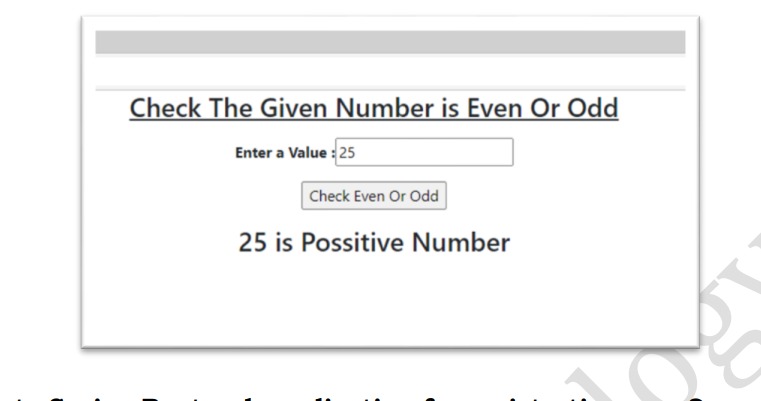 Check The Given Number is Even Or Odd
Enter a Value : 25
Check Even Or Odd
25 is Possitive Number